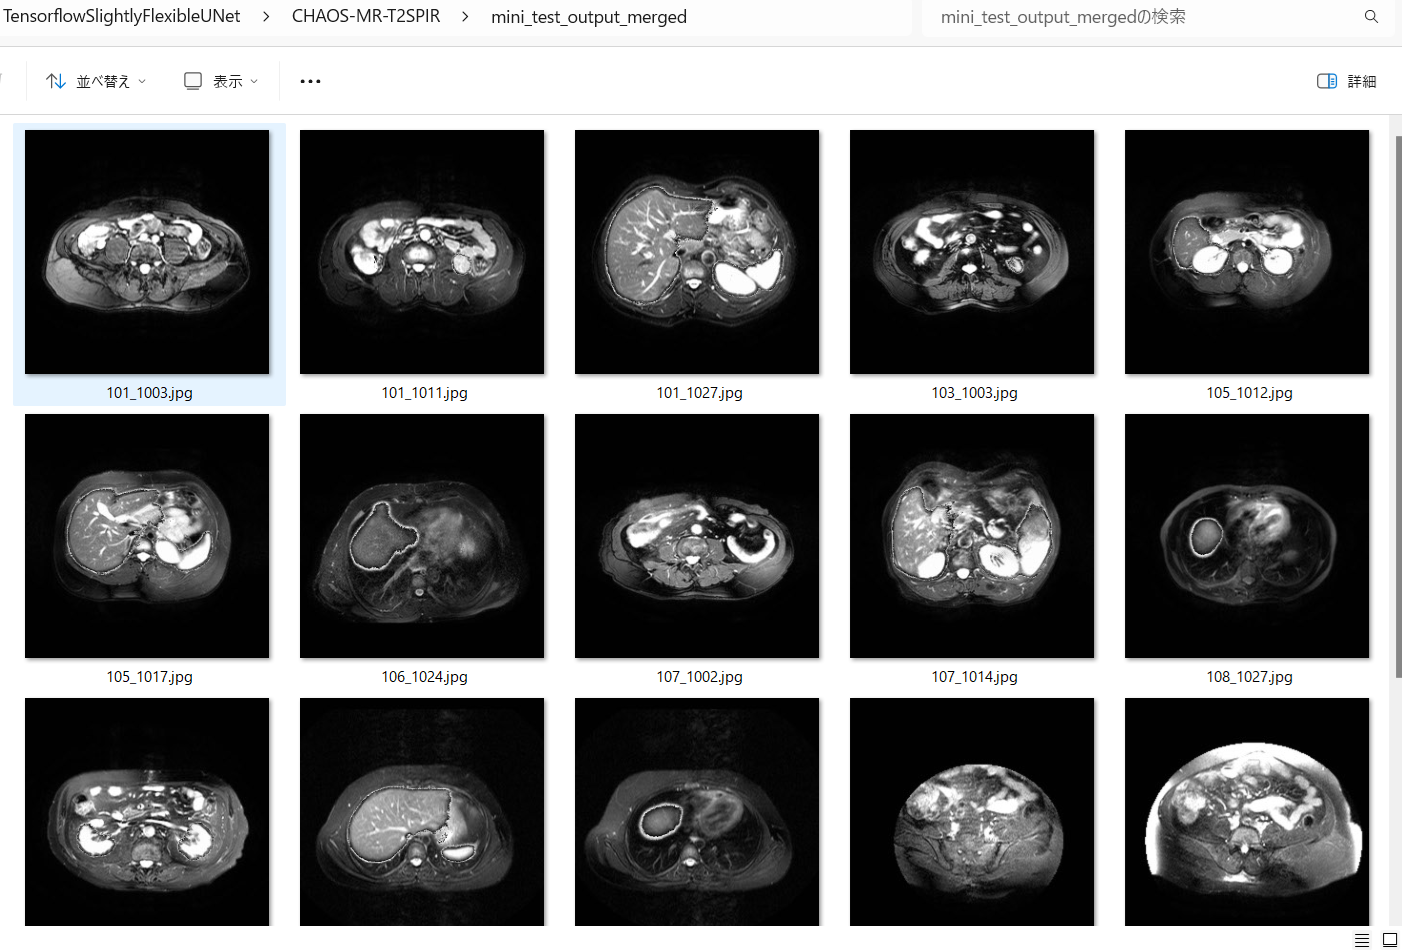 TensorflowSlightlyFlexibleUNet > CHAOS-MR-T2SPIR > mini_test_output_merged
mini_test_output_mergedの検索
並べ替え 表示 ••• 詳細
101_1003.jpg 101_1011.jpg 101_1027.jpg 103_1003.jpg 105_1012.jpg
105_1017.jpg 106_1024.jpg 107_1002.jpg 107_1014.jpg 108_1027.jpg